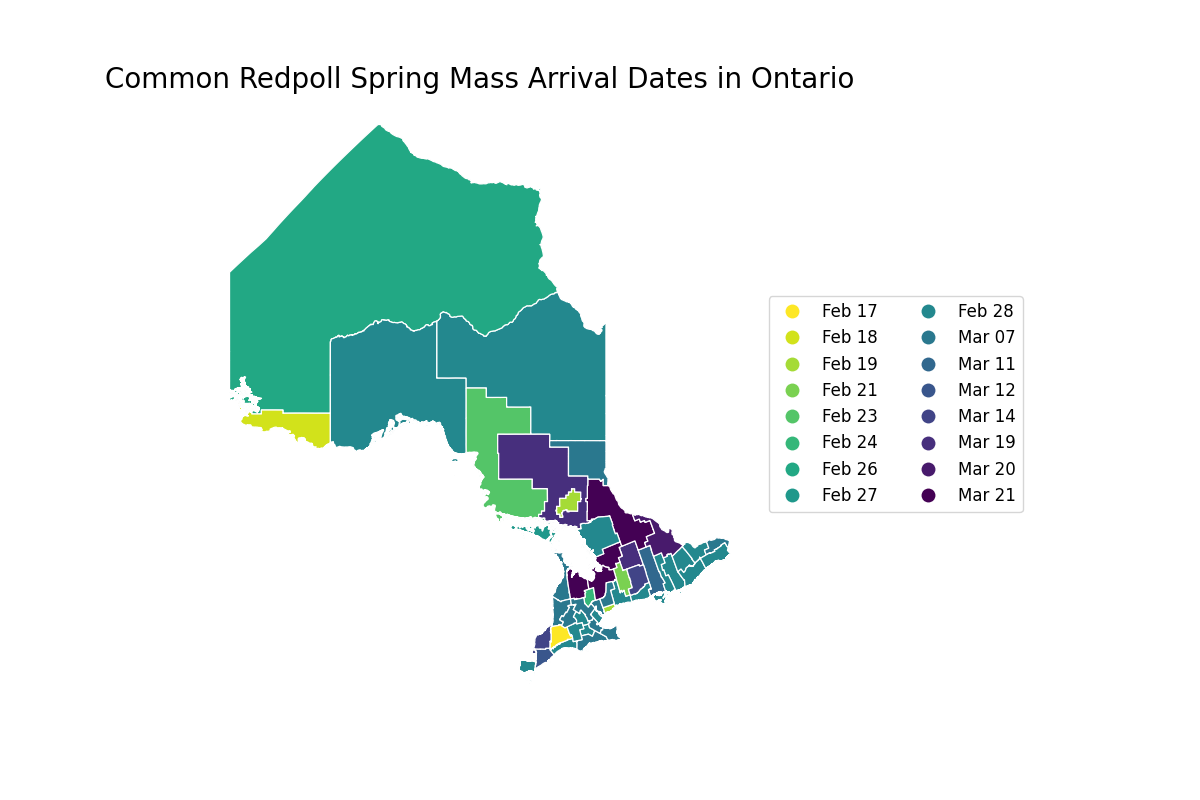 Common Redpoll Spring Mass Arrival Dates in Ontario
Feb 17
Feb 18
Feb 19
Feb 21
Feb 23
Feb 24
Feb 26
Feb 27
Feb 28
Mar 07
Mar 11
Mar 12
Mar 14
Mar 19
Mar 20
Mar 21